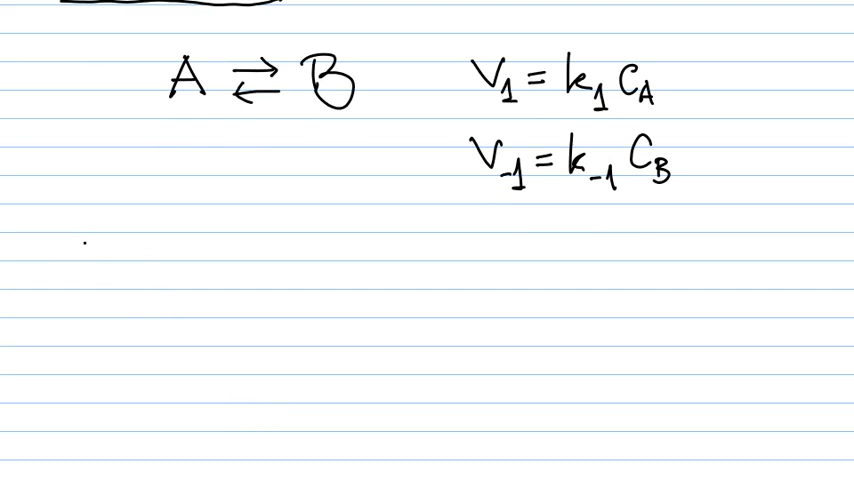 A ⇄ B V₁ = k₁ C_A
V₋₁ = k₋₁ C_B